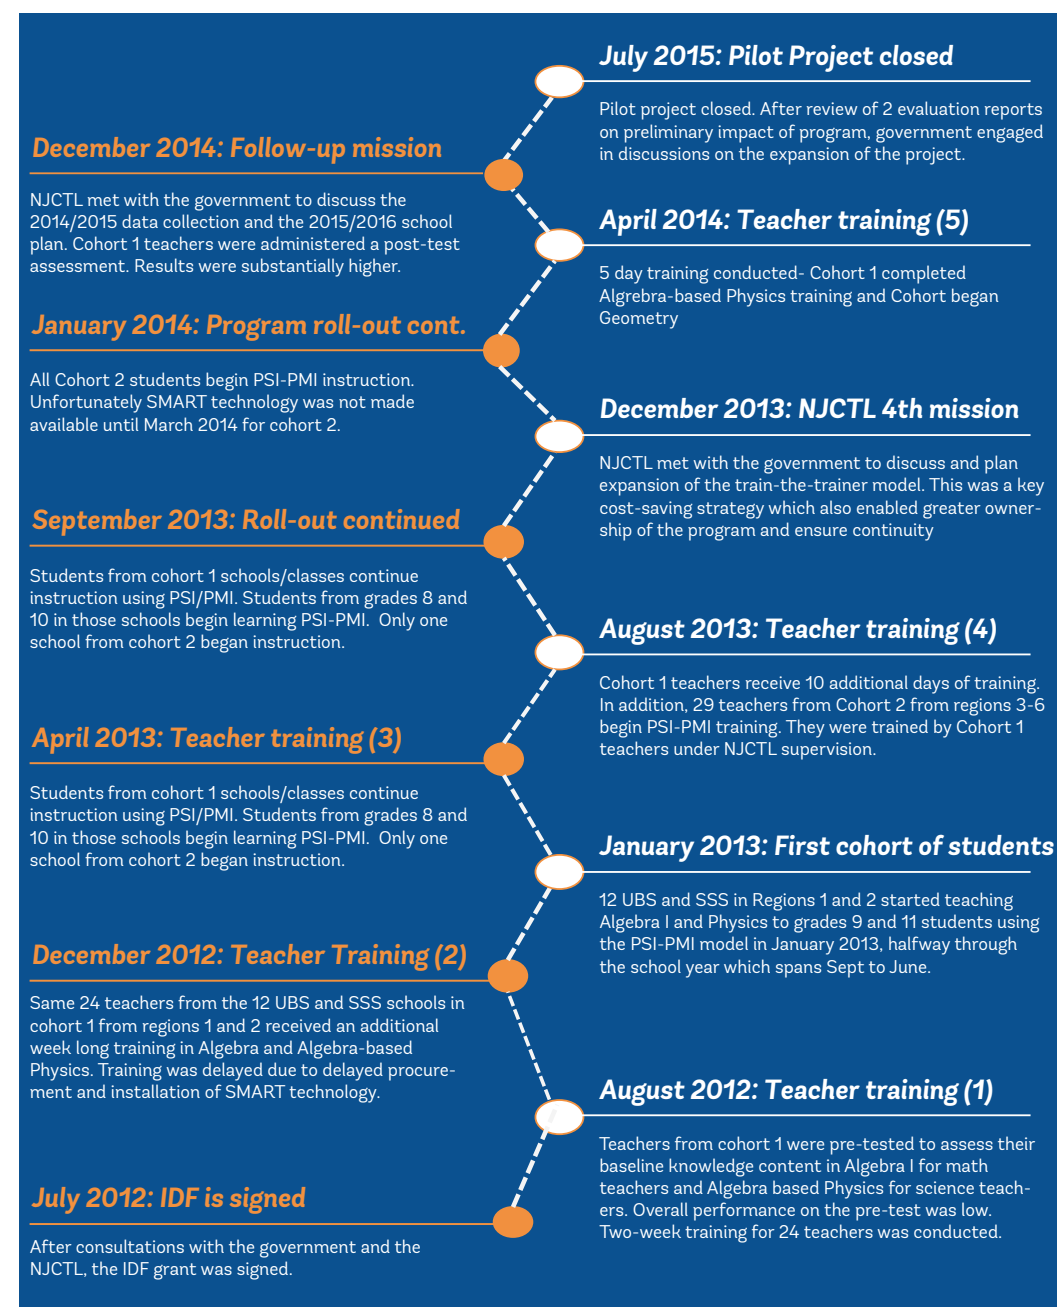 July 2015: Pilot Project closed
Pilot project closed. After review of 2 evaluation reports
on preliminary impact of program, government engaged
in discussions on the expansion of the project.
December 2014: Follow-up mission
NJCTL met with the government to discuss the
2014/2015 data collection and the 2015/2016 school
plan. Cohort 1 teachers were administered a post-test
assessment. Results were substantially higher.
April 2014: Teacher training (5)
5 day training conducted- Cohort 1 completed
Algrebra-based Physics training and Cohort began
Geometry
January 2014: Program roll-out cont.
All Cohort 2 students begin PSI-PMI instruction.
Unfortunately SMART technology was not made
available until March 2014 for cohort 2.
December 2013: NJCTL 4th mission
NJCTL met with the government to discuss and plan
expansion of the train-the-trainer model. This was a key
cost-saving strategy which also enabled greater owner-
ship of the program and ensure continuity
September 2013: Roll-out continued
Students from cohort 1 schools/classes continue
instruction using PSI/PMI. Students from grades 8 and
10 in those schools begin learning PSI-PMI.  Only one
school from cohort 2 began instruction.
August 2013: Teacher training (4)
Cohort 1 teachers receive 10 additional days of training.
In addition, 29 teachers from Cohort 2 from regions 3-6
begin PSI-PMI training. They were trained by Cohort 1
teachers under NJCTL supervision.
April 2013: Teacher training (3)
Students from cohort 1 schools/classes continue
instruction using PSI/PMI. Students from grades 8 and
10 in those schools begin learning PSI-PMI.  Only one
school from cohort 2 began instruction.
January 2013: First cohort of students
12 UBS and SSS in Regions 1 and 2 started teaching
Algebra I and Physics to grades 9 and 11 students using
the PSI-PMI model in January 2013, halfway through
the school year which spans Sept to June.
December 2012: Teacher Training (2)
Same 24 teachers from the 12 UBS and SSS schools in
cohort 1 from regions 1 and 2 received an additional
week long training in Algebra and Algebra-based
Physics. Training was delayed due to delayed procure-
ment and installation of SMART technology.
August 2012: Teacher training (1)
Teachers from cohort 1 were pre-tested to assess their
baseline knowledge content in Algebra I for math
teachers and Algebra based Physics for science teach-
ers. Overall performance on the pre-test was low.
Two-week training for 24 teachers was conducted.
July 2012: IDF is signed
After consultations with the government and the
NJCTL, the IDF grant was signed.